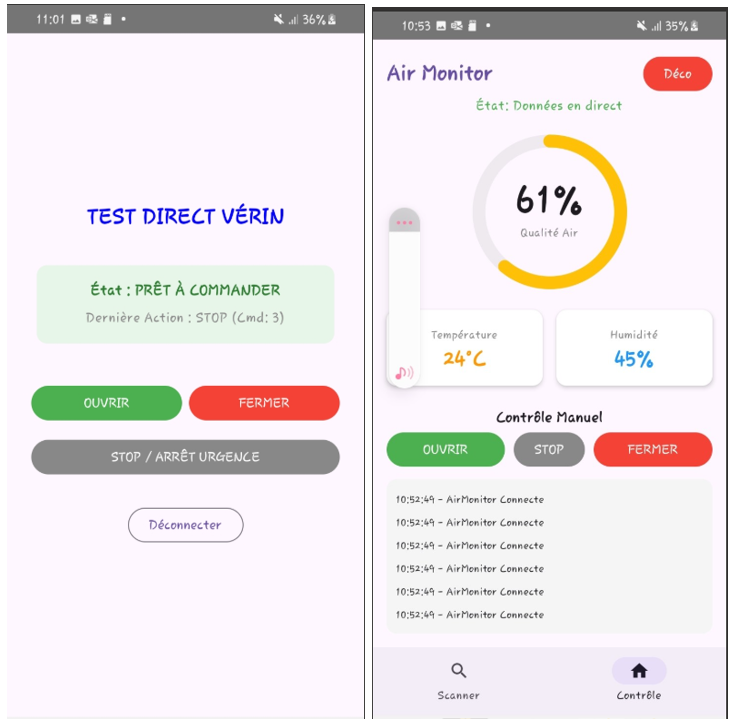 11:01
36%
TEST DIRECT VÉRIN
État : PRÊT À COMMANDER
Dernière Action : STOP (Cmd: 3)
OUVRIR
FERMER
STOP / ARRÊT URGENCE
Déconnecter
10:53
35%
Air Monitor
Déco
État: Données en direct
61%
Qualité Air
Température
24°C
Humidité
45%
Contrôle Manuel
OUVRIR
STOP
FERMER
10:52:49 - AirMonitor Connecte
10:52:49 - AirMonitor Connecte
10:52:49 - AirMonitor Connecte
10:52:49 - AirMonitor Connecte
10:52:49 - AirMonitor Connecte
10:52:49 - AirMonitor Connecte
Scanner
Contrôle